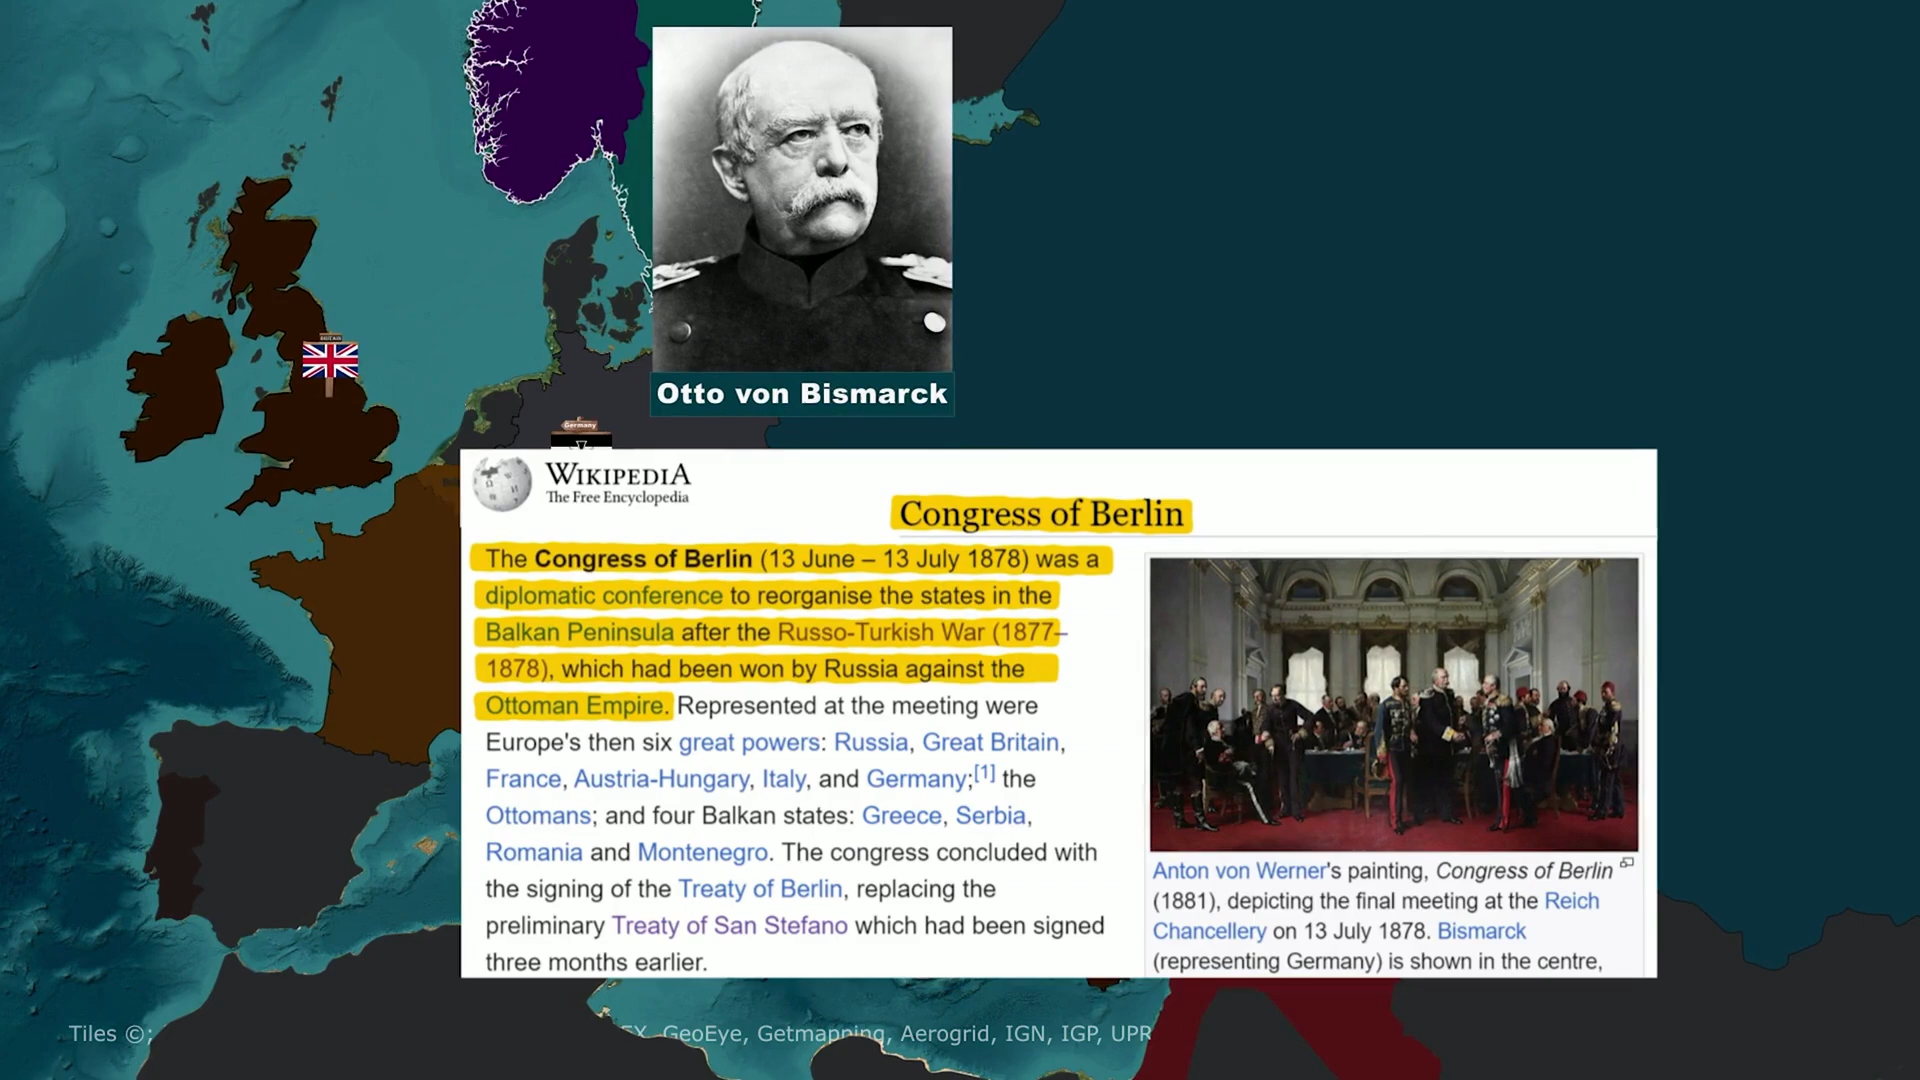 Otto von Bismarck
BRITAIN
Germany
WIKIPEDIA
The Free Encyclopedia
Congress of Berlin
The Congress of Berlin (13 June – 13 July 1878) was a
diplomatic conference to reorganise the states in the
Balkan Peninsula after the Russo-Turkish War (1877–
1878), which had been won by Russia against the
Ottoman Empire. Represented at the meeting were
Europe's then six great powers: Russia, Great Britain,
France, Austria-Hungary, Italy, and Germany;[1] the
Ottomans; and four Balkan states: Greece, Serbia,
Romania and Montenegro. The congress concluded with
the signing of the Treaty of Berlin, replacing the
preliminary Treaty of San Stefano which had been signed
three months earlier.
Anton von Werner's painting, Congress of Berlin
(1881), depicting the final meeting at the Reich
Chancellery on 13 July 1878. Bismarck
(representing Germany) is shown in the centre,
Tiles ©; EX, GeoEye, Getmapping, Aerogrid, IGN, IGP, UPR